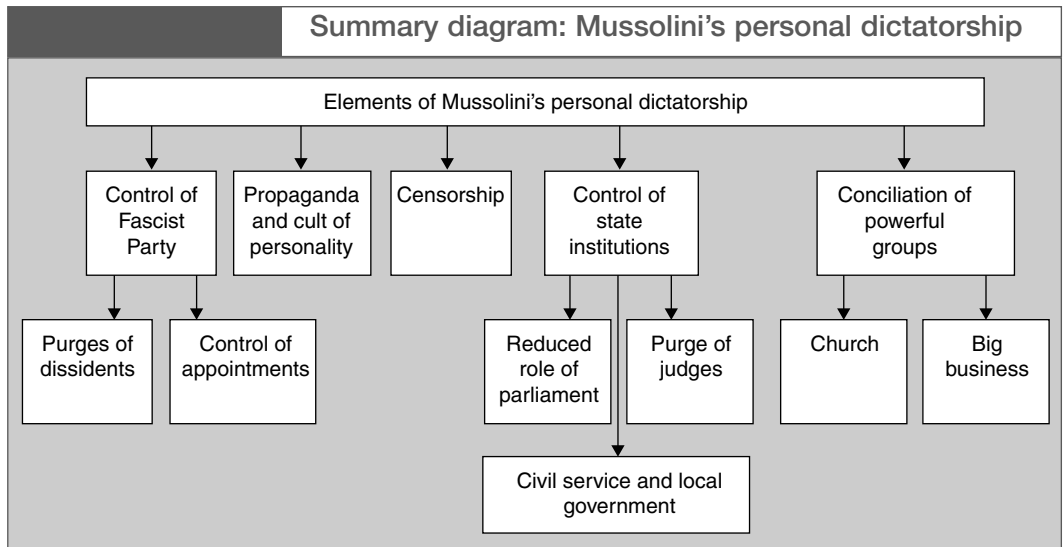 Summary diagram: Mussolini's personal dictatorship
Elements of Mussolini's personal dictatorship
Control of
Fascist
Party
Propaganda
and cult of
personality
Censorship
Control of
state
institutions
Conciliation of
powerful
groups
Purges of
dissidents
Control of
appointments
Reduced
role of
parliament
Purge of
judges
Church
Big
business
Civil service and local
government